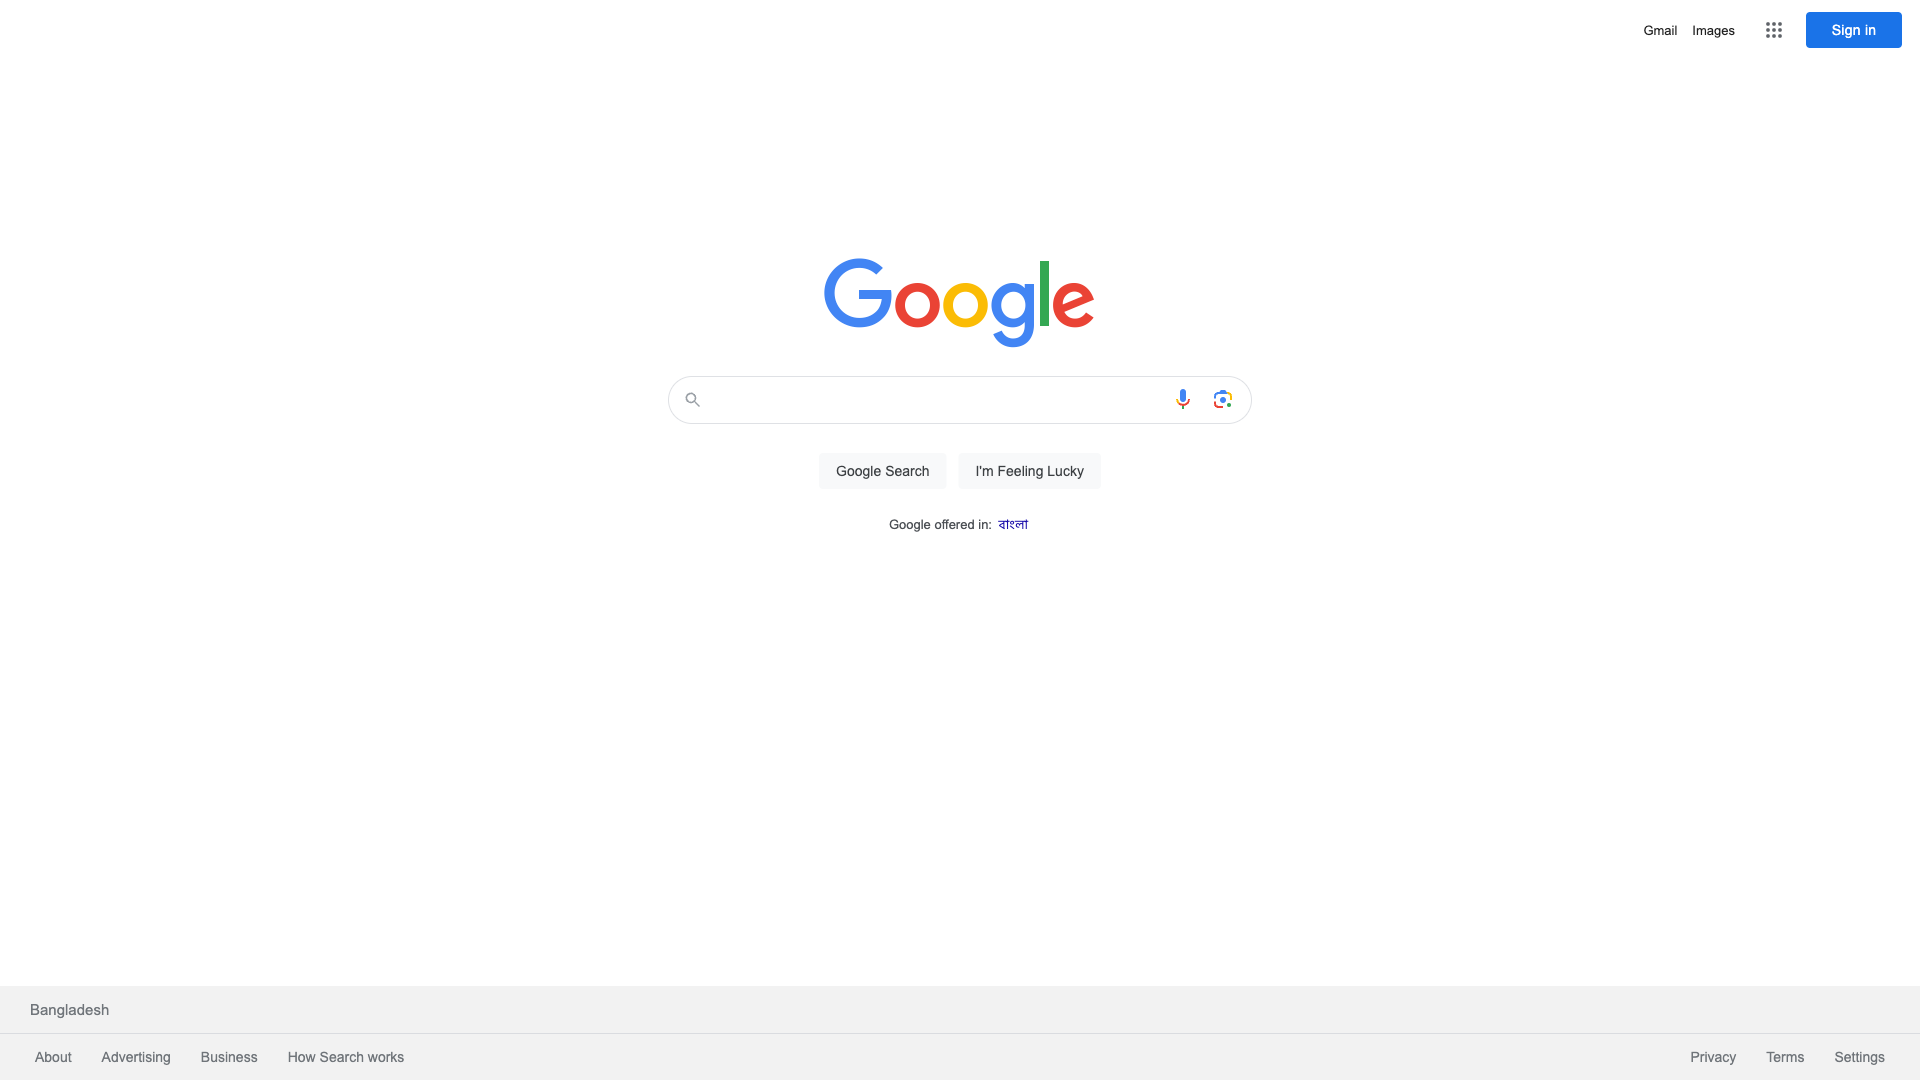 Gmail Images Sign in
Google
Google Search I'm Feeling Lucky
Google offered in: বাংলা
Bangladesh
About Advertising Business How Search works Privacy Terms Settings